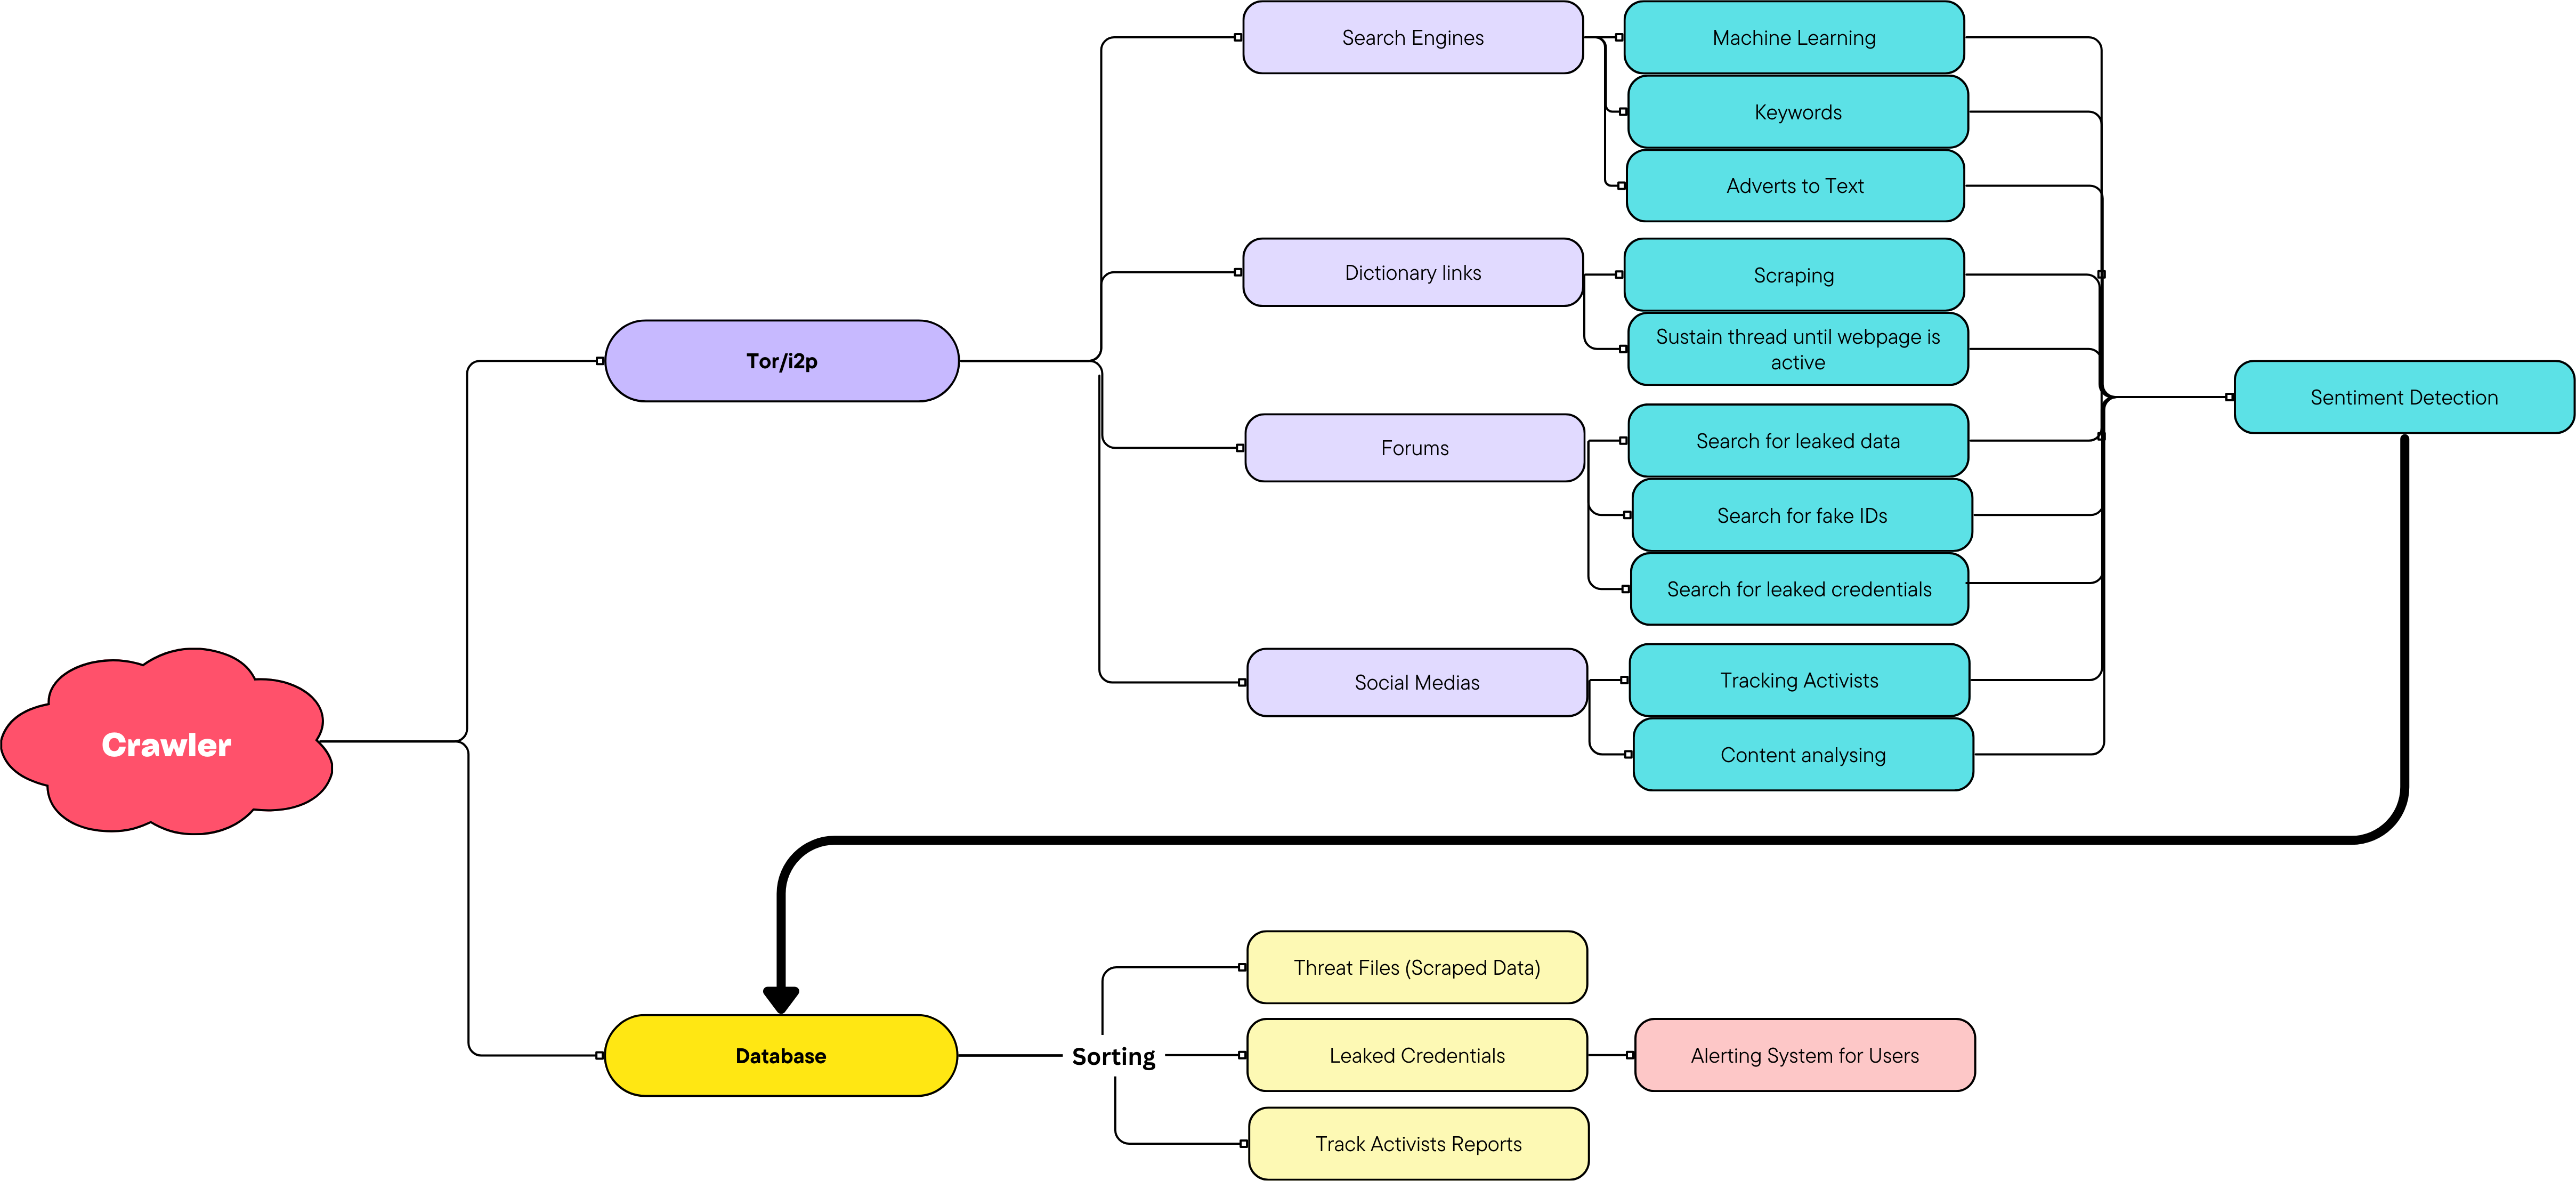 Search Engines
Machine Learning
Keywords
Adverts to Text
Dictionary links
Scraping
Sustain thread until webpage is
active
Tor/i2p
Sentiment Detection
Forums
Search for leaked data
Search for fake IDs
Search for leaked credentials
Social Medias
Tracking Activists
Content analysing
Crawler
Threat Files (Scraped Data)
Database
Sorting
Leaked Credentials
Alerting System for Users
Track Activists Reports